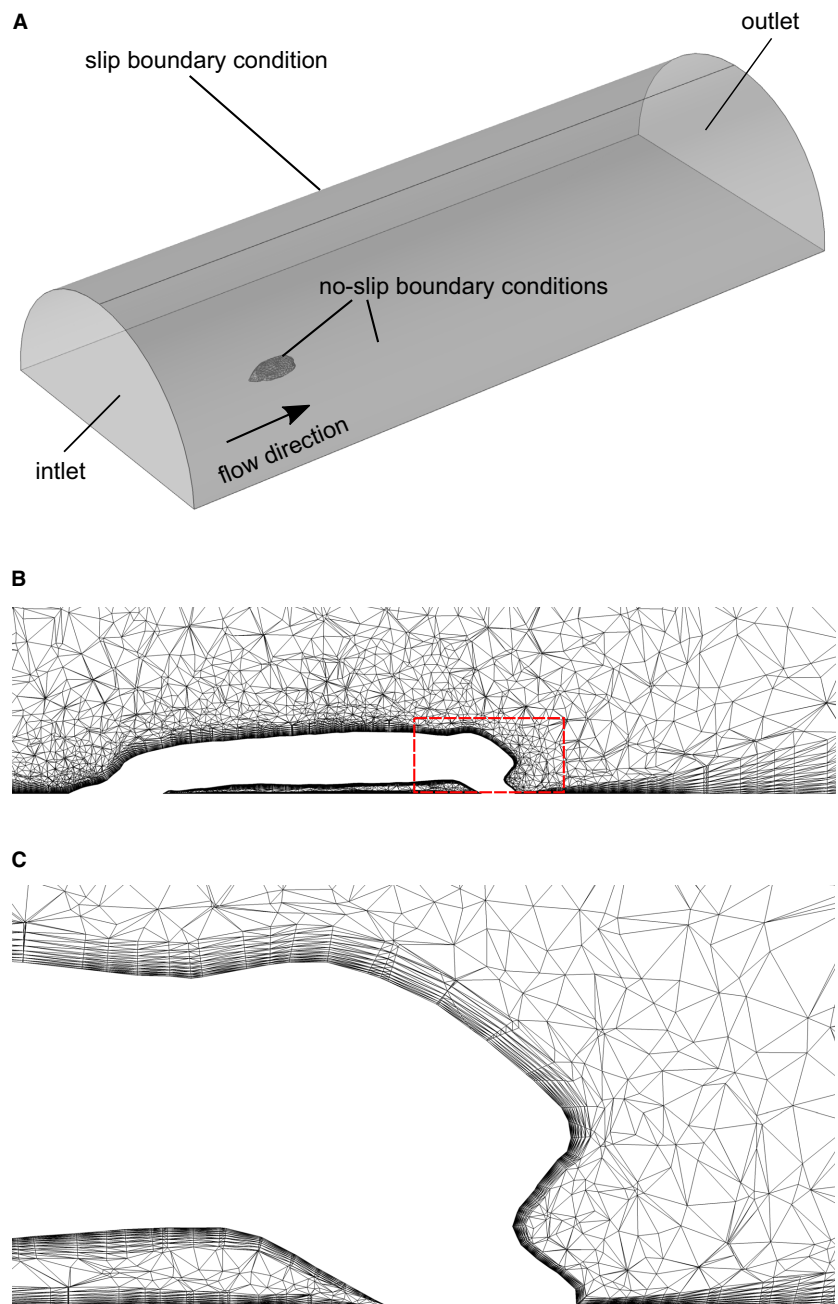 A
outlet
slip boundary condition
no-slip boundary conditions
flow direction
intlet
B
C